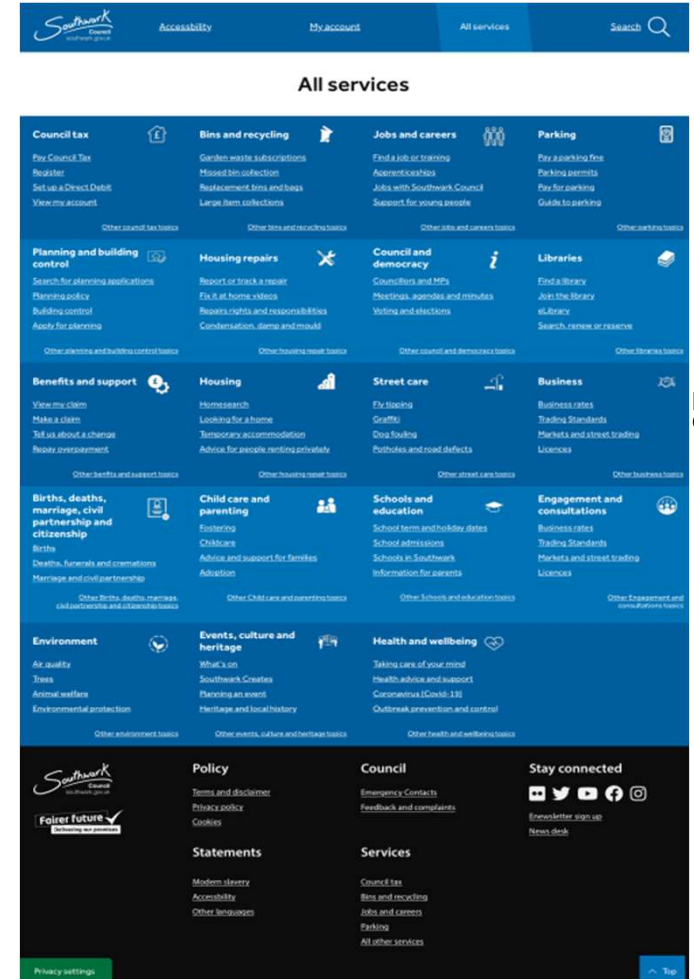 Southwark
Council
southwark.gov.uk
Accessbility
My account
All services
Search
All services
Council tax
Pay Council Tax
Register
Set up a Direct Debit
View my account
Other council tax topics
Bins and recycling
Garden waste subscriptions
Missed bin collection
Replacement bins and bags
Large item collections
Other bins and recycling topics
Jobs and careers
Find a job or training
Apprenticeships
Jobs with Southwark Council
Support for young people
Other jobs and careers topics
Parking
Pay a parking fine
Parking permits
Pay for parking
Guide to parking
Other parking topics
Planning and building
control
Search for planning applications
Planning policy
Building control
Apply for planning
Other planning and building control topics
Housing repairs
Report or track a repair
Fix it at home videos
Repairs rights and responsibilities
Condensation, damp and mould
Other housing repair topics
Council and
democracy
Councillors and MPs
Meetings, agendas and minutes
Voting and elections
Other council and democracy topics
Libraries
Find a library
Join the library
eLibrary
Search, renew or reserve
Other libraries topics
Benefits and support
View my claim
Make a claim
Tell us about a change
Repay overpayment
Other benfits and support topics
Housing
Homesearch
Looking for a home
Temporary accommodation
Advice for people renting privately
Other housing repair topics
Street care
Fly tipping
Graffiti
Dog fouling
Potholes and road defects
Other street care topics
Business
Business rates
Trading Standards
Markets and street trading
Licences
Other business topics
Births, deaths,
marriage, civil
partnership and
citizenship
Births
Deaths, funerals and cremations
Marriage and civil partnership
Other Births, deaths, marriage,
civil partnership and citizenship topics
Child care and
parenting
Fostering
Childcare
Advice and support for families
Adoption
Other Child care and parenting topics
Schools and
education
School term and holiday dates
School admissions
Schools in Southwark
Information for parents
Other Schools and education topics
Engagement and
consultations
Business rates
Trading Standards
Markets and street trading
Licences
Other Engagement and
consultations topics
Environment
Air quality
Trees
Animal welfare
Environmental protection
Other environment topics
Events, culture and
heritage
What's on
Southwark Creates
Planning an event
Heritage and local history
Other events, culture and heritage topics
Health and wellbeing
Taking care of your mind
Health advice and support
Coronavirus (Covid-19)
Outbreak prevention and control
Other health and wellbeing topics
Southwark
Council
southwark.gov.uk
Fairer future
Delivering our promises
Policy
Terms and disclaimer
Privacy policy
Cookies
Statements
Modern slavery
Accessbility
Other languages
Council
Emergency Contacts
Feedback and complaints
Services
Council tax
Bins and recycling
Jobs and careers
Parking
All other services
Stay connected
Enewsletter sign up
News desk
Privacy settings
Top